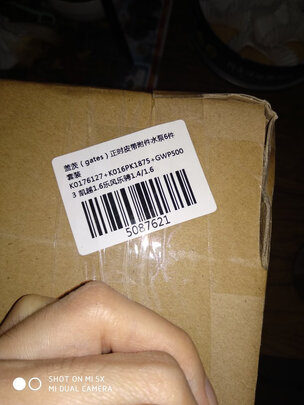 盖茨（gates）正时皮带附件水泵6件
套装
K0176127+K016PK1875+GWP500
3 凯越1.6乐风乐骋1.4/1.6
5087621
SHOT ON MI 5X
MI DUAL CAMERA